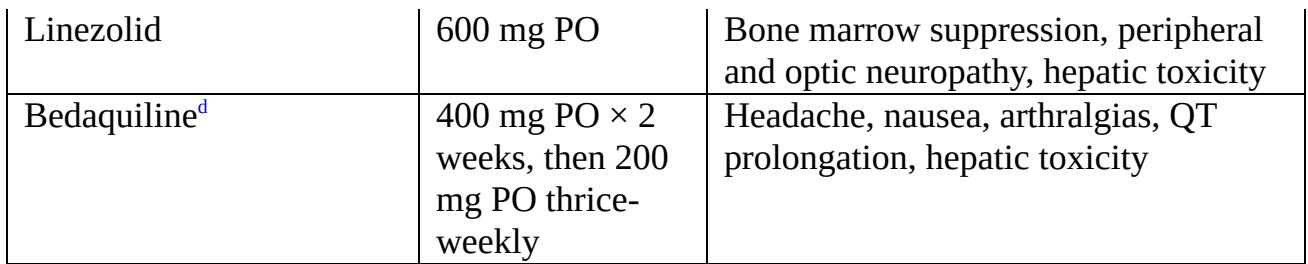 Linezolid
600 mg PO
Bone marrow suppression, peripheral
and optic neuropathy, hepatic toxicity
Bedaquilineᵈ
400 mg PO × 2
weeks, then 200
mg PO thrice-
weekly
Headache, nausea, arthralgias, QT
prolongation, hepatic toxicity